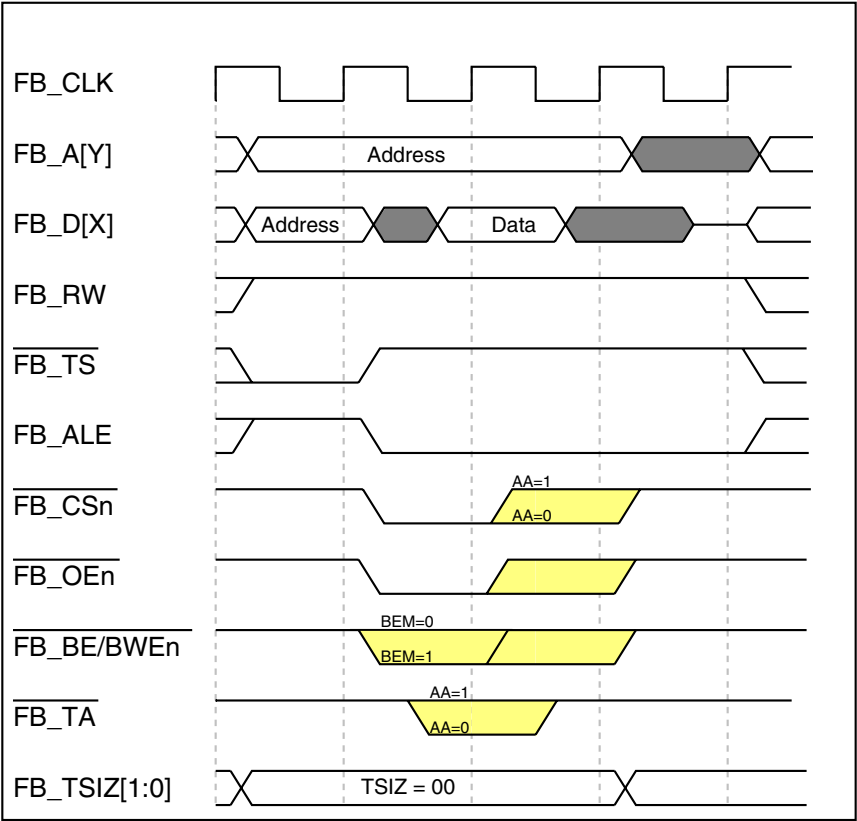 FB_CLK
FB_A[Y] Address
FB_D[X] Address Data
FB_RW
FB_TS
FB_ALE
AA=1
FB_CSn AA=0
FB_OEn
BEM=0
FB_BE/BWEn BEM=1
AA=1
FB_TA AA=0
FB_TSIZ[1:0] TSIZ = 00